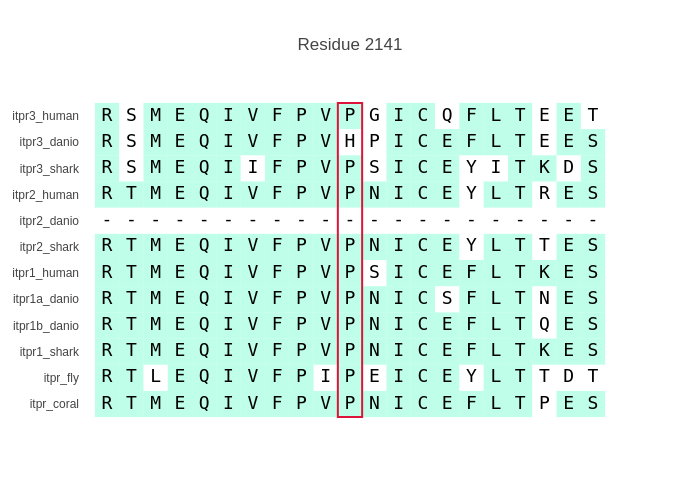 Residue 2141
itpr3_human R S M E Q I V F P V P G I C Q F L T E E T
itpr3_danio R S M E Q I V F P V H P I C E F L T E E S
itpr3_shark R S M E Q I I F P V P S I C E Y I T K D S
itpr2_human R T M E Q I V F P V P N I C E Y L T R E S
itpr2_danio - - - - - - - - - - - - - - - - - - - - -
itpr2_shark R T M E Q I V F P V P N I C E Y L T T E S
itpr1_human R T M E Q I V F P V P S I C E F L T K E S
itpr1a_danio R T M E Q I V F P V P N I C S F L T N E S
itpr1b_danio R T M E Q I V F P V P N I C E F L T Q E S
itpr1_shark R T M E Q I V F P V P N I C E F L T K E S
itpr_fly R T L E Q I V F P I P E I C E Y L T T D T
itpr_coral R T M E Q I V F P V P N I C E F L T P E S